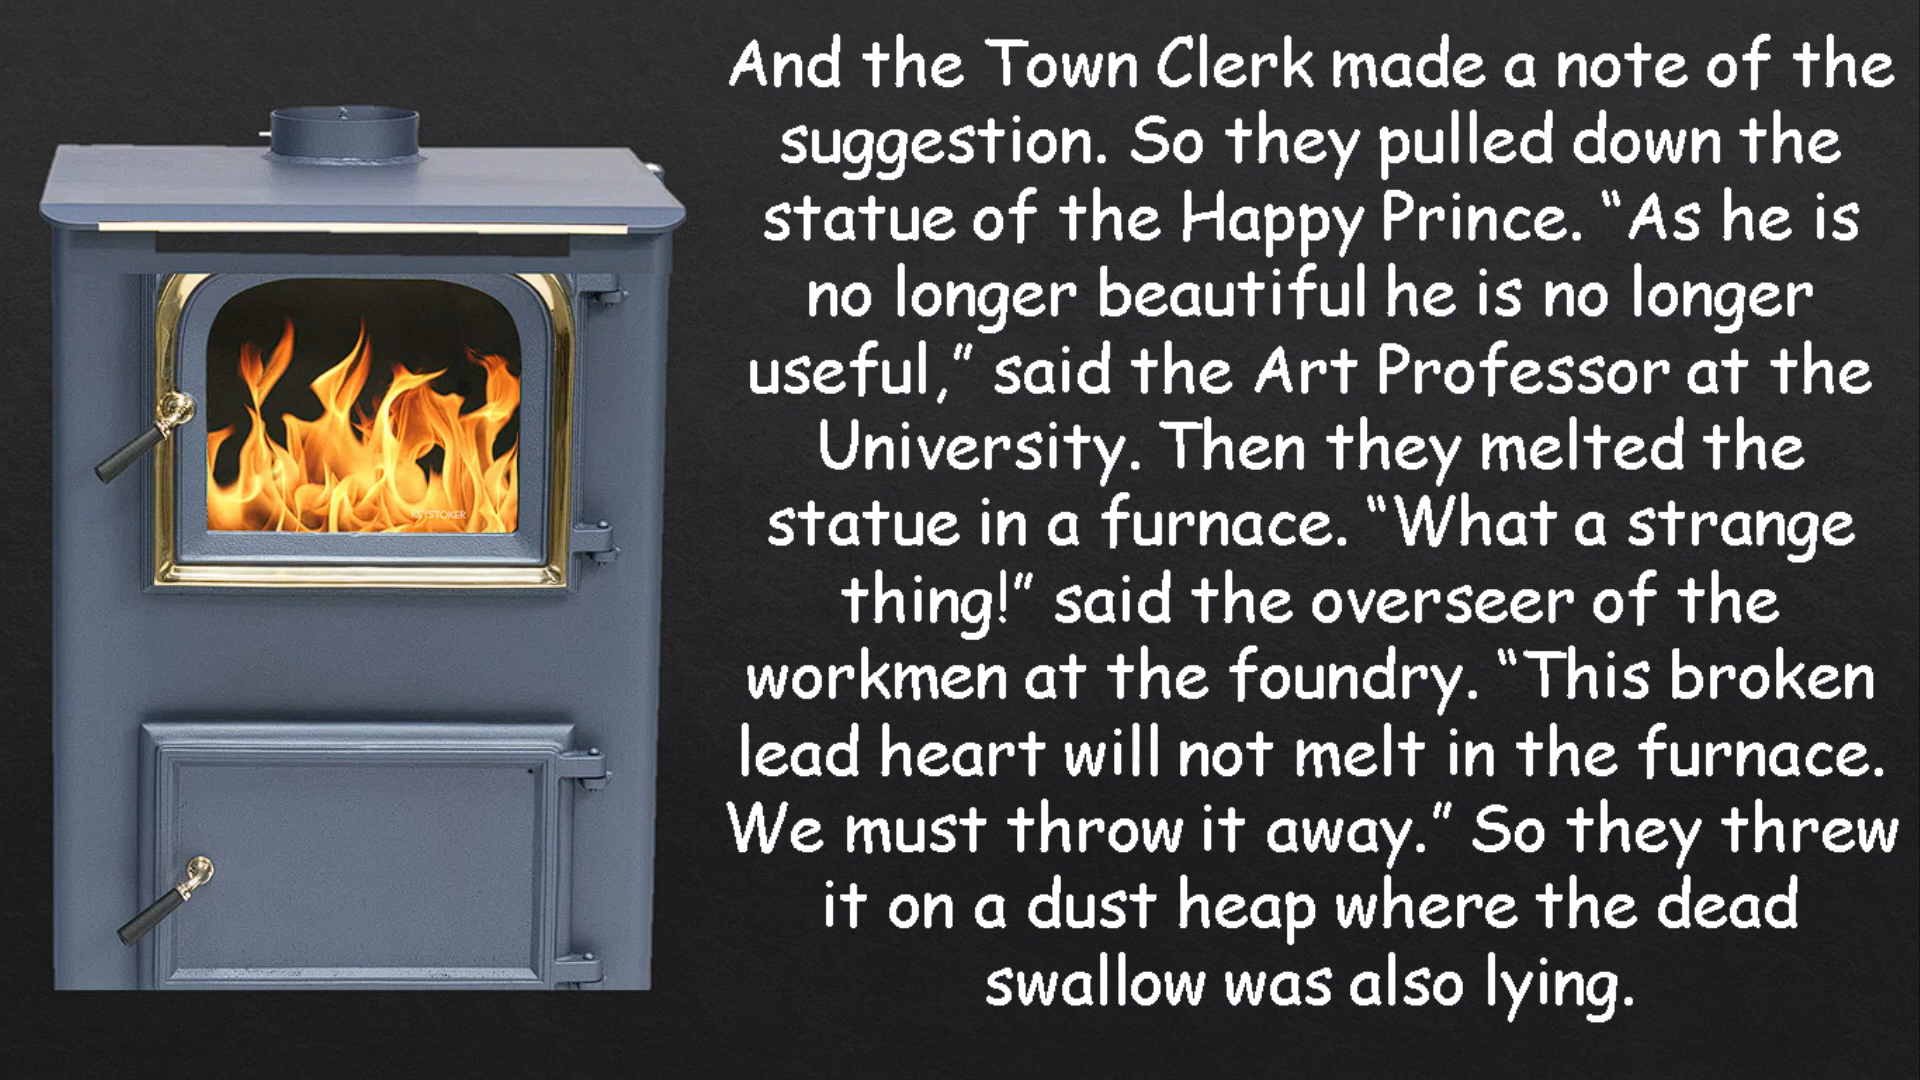 And the Town Clerk made a note of the
suggestion. So they pulled down the
statue of the Happy Prince. “As he is
no longer beautiful he is no longer
useful,” said the Art Professor at the
University. Then they melted the
statue in a furnace. “What a strange
thing!” said the overseer of the
workmen at the foundry. “This broken
lead heart will not melt in the furnace.
We must throw it away.” So they threw
it on a dust heap where the dead
swallow was also lying.
KEYSTOKER